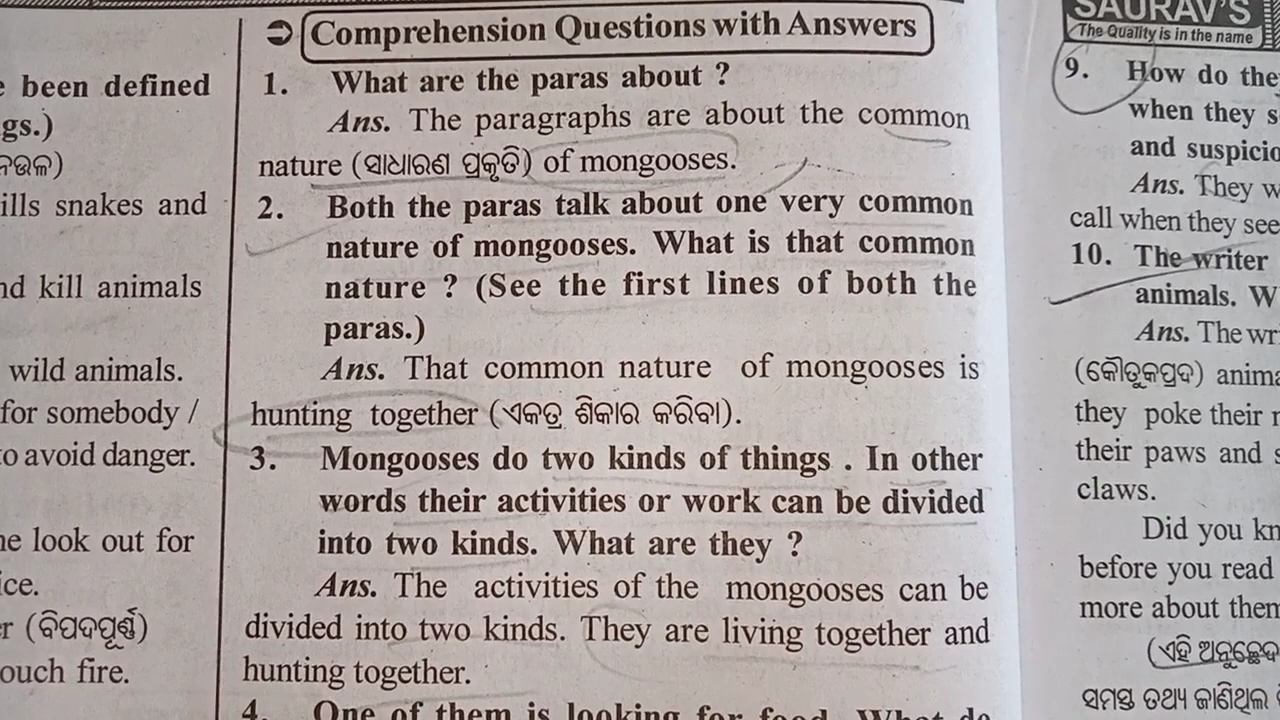 been defined
gs.)
ills snakes and
nd kill animals
wild animals.
for somebody /
to avoid danger.
ne look out for
ice.
r (ବିପଦପୂର୍ଣ୍ଣ)
ouch fire.
Comprehension Questions with Answers
1. What are the paras about ?
Ans. The paragraphs are about the common
nature (ସାଧାରଣ ପ୍ରକୃତି) of mongooses.
2. Both the paras talk about one very common
nature of mongooses. What is that common
nature ? (See the first lines of both the
paras.)
Ans. That common nature of mongooses is
hunting together (ଏକତ୍ର ଶିକାର କରିବା).
3. Mongooses do two kinds of things . In other
words their activities or work can be divided
into two kinds. What are they ?
Ans. The activities of the mongooses can be
divided into two kinds. They are living together and
hunting together.
4. One of them is looking for food. What do
SAURAV'S
The Quality is in the name
9. How do the
when they s
and suspicio
Ans. They w
call when they see
10. The writer
animals. W
Ans. The wr
(କୌତୁକପ୍ରଦ) anima
they poke their
their paws and s
claws.
Did you kn
before you read
more about them
(ଏହି ଅନୁଚ୍ଛେଦ
ସମସ୍ତ ତଥ୍ୟ ଜାଣିଥିଲ